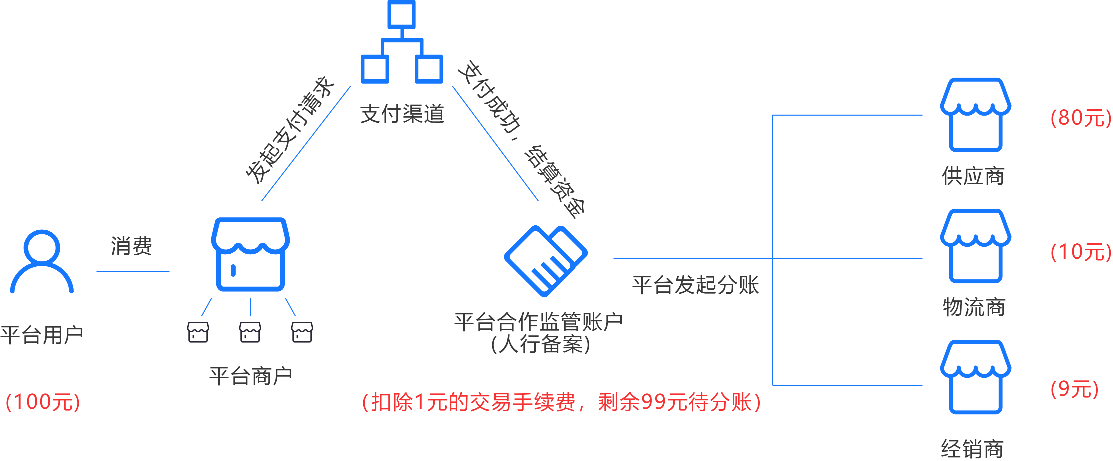 支付渠道
发起支付请求
支付成功，结算资金
消费
平台用户
(100元)
平台商户
平台合作监管账户
(人行备案)
（扣除1元的交易手续费，剩余99元待分账）
平台发起分账
供应商
(80元)
物流商
(10元)
经销商
(9元)